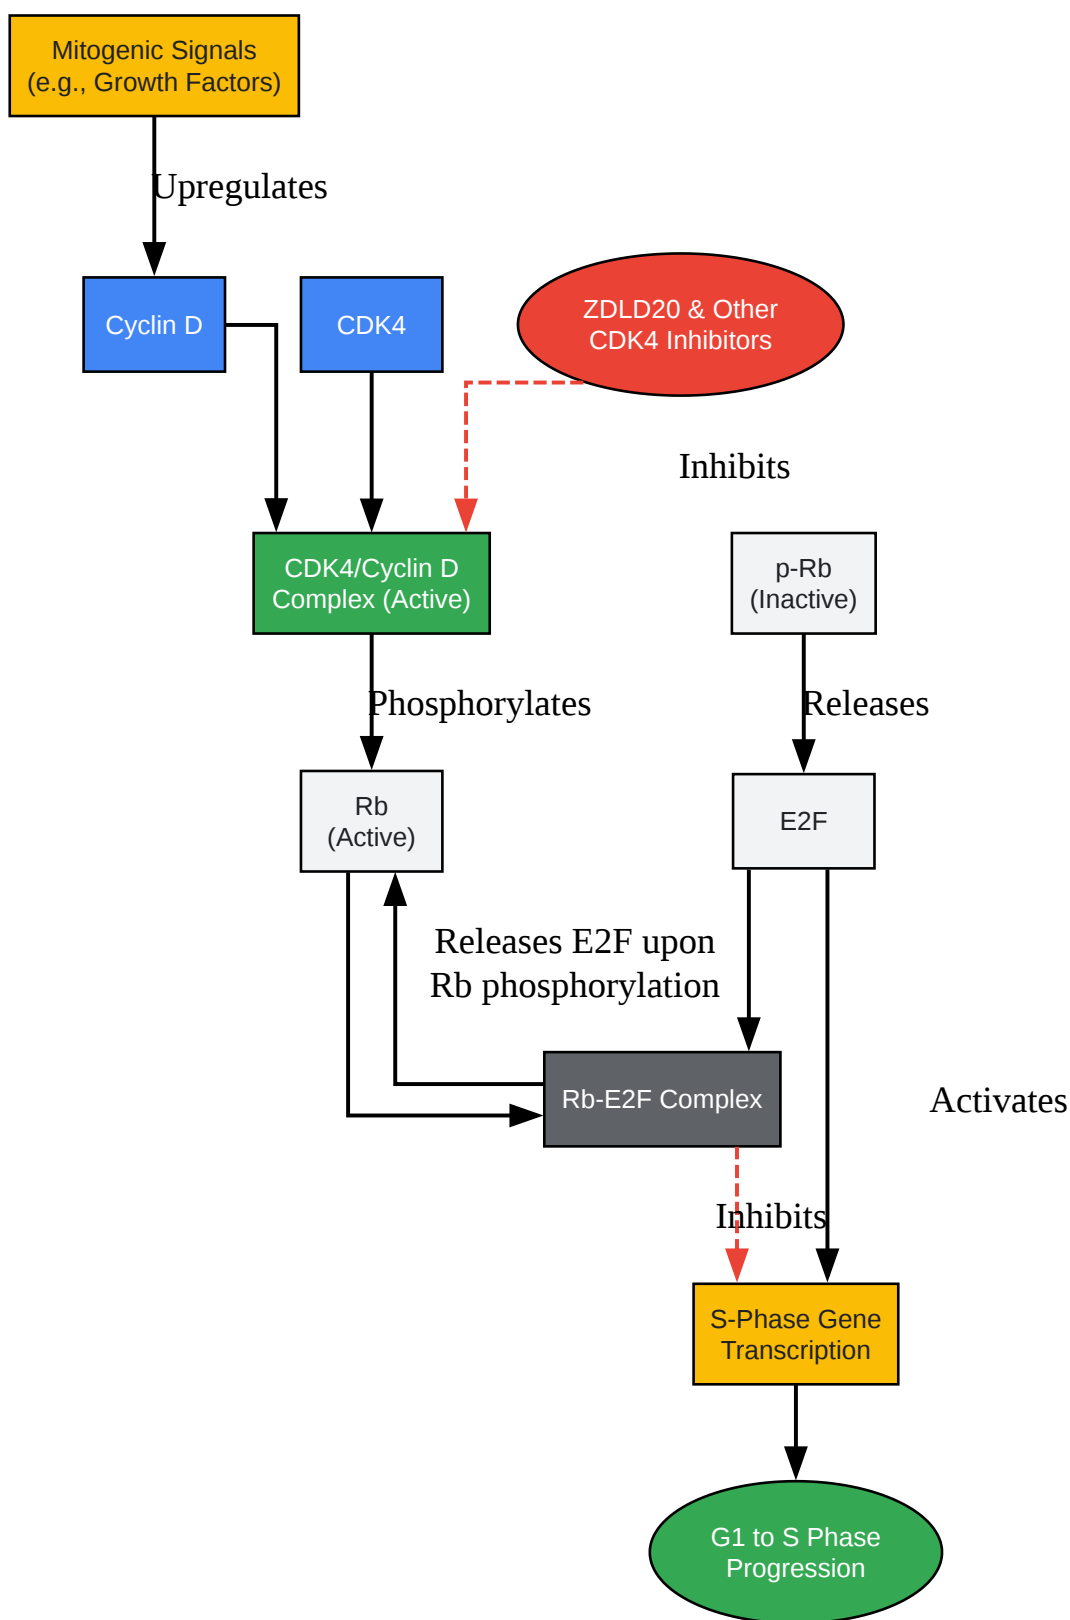 Mitogenic Signals
(e.g., Growth Factors)
Upregulates
Cyclin D
CDK4
ZDLD20 & Other
CDK4 Inhibitors
Inhibits
CDK4/Cyclin D
Complex (Active)
p-Rb
(Inactive)
Phosphorylates
Releases
Rb
(Active)
E2F
Releases E2F upon
Rb phosphorylation
Rb-E2F Complex
Activates
Inhibits
S-Phase Gene
Transcription
G1 to S Phase
Progression